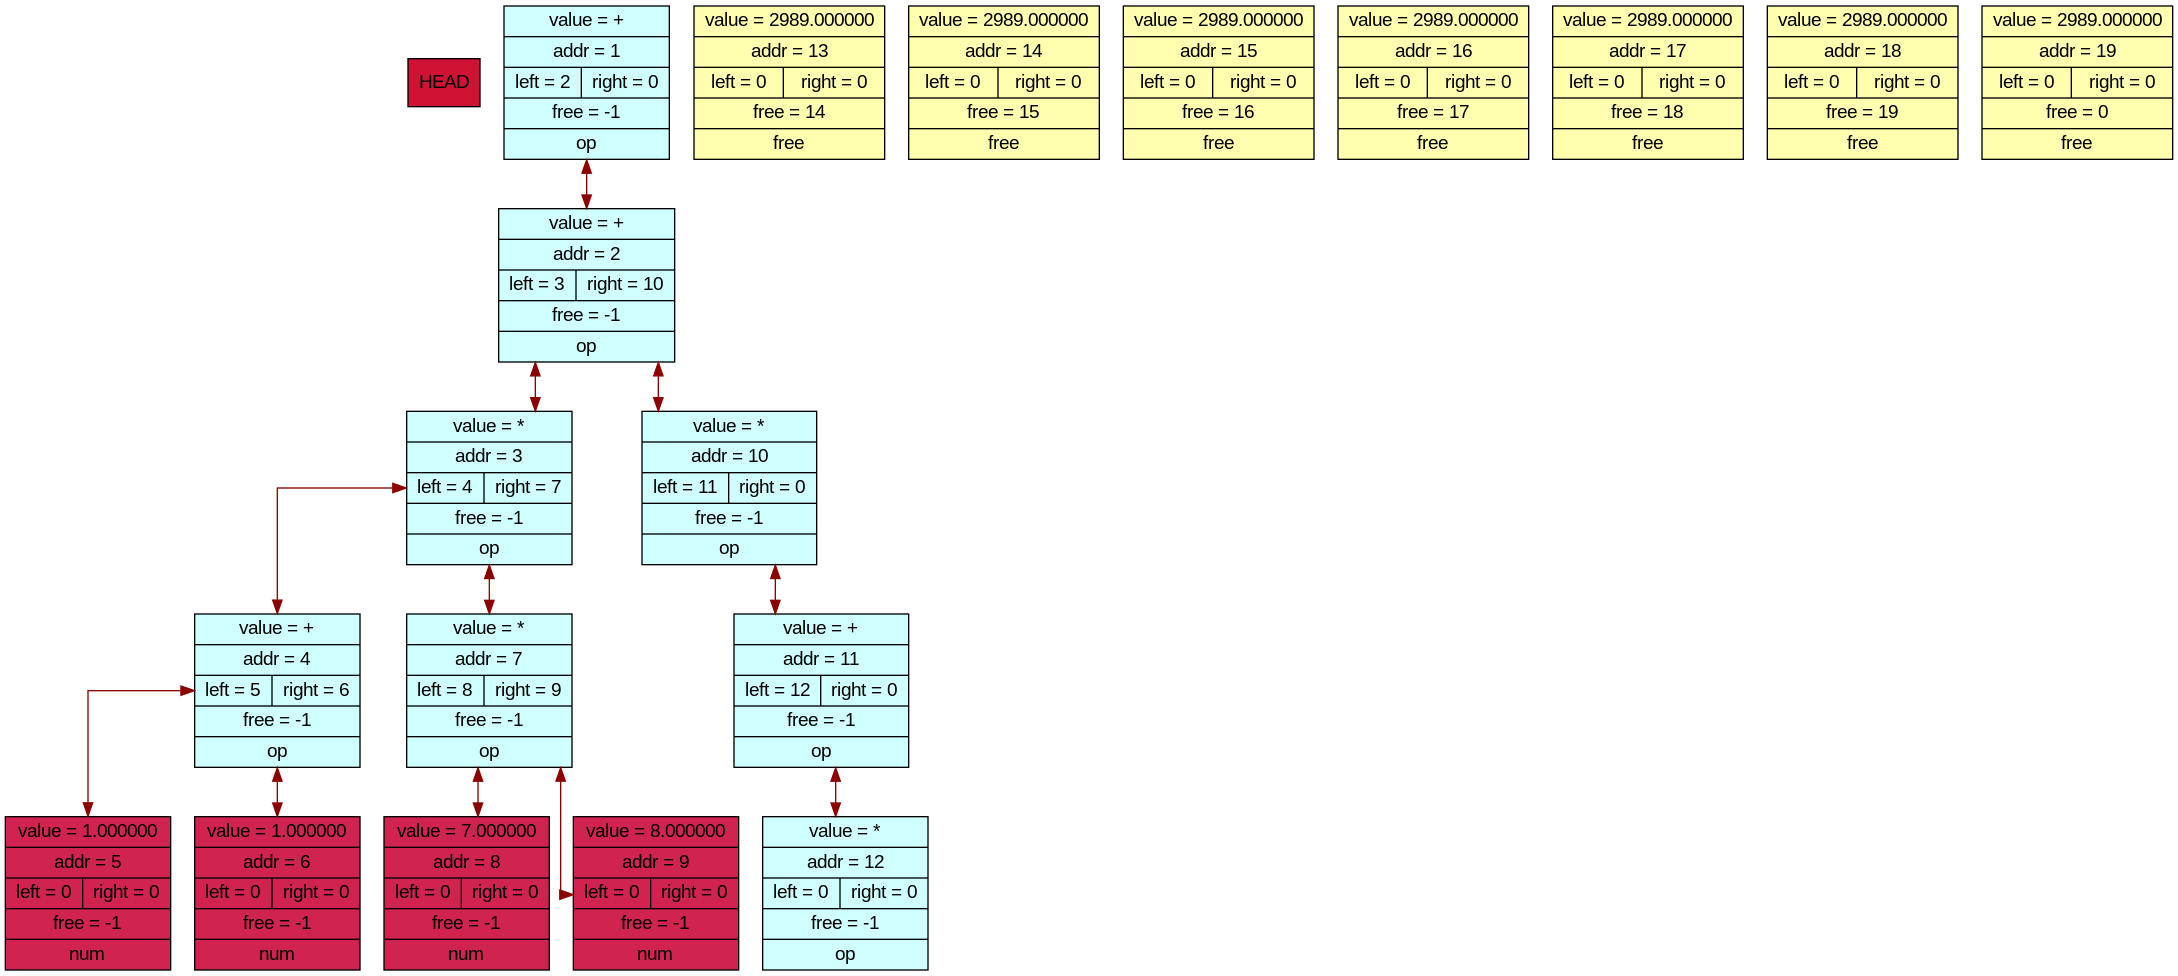 HEAD
value = +
addr = 1
left = 2 right = 0
free = -1
op
value = 2989.000000
addr = 13
left = 0 right = 0
free = 14
free
value = 2989.000000
addr = 14
left = 0 right = 0
free = 15
free
value = 2989.000000
addr = 15
left = 0 right = 0
free = 16
free
value = 2989.000000
addr = 16
left = 0 right = 0
free = 17
free
value = 2989.000000
addr = 17
left = 0 right = 0
free = 18
free
value = 2989.000000
addr = 18
left = 0 right = 0
free = 19
free
value = 2989.000000
addr = 19
left = 0 right = 0
free = 0
free
value = +
addr = 2
left = 3 right = 10
free = -1
op
value = *
addr = 3
left = 4 right = 7
free = -1
op
value = *
addr = 10
left = 11 right = 0
free = -1
op
value = +
addr = 4
left = 5 right = 6
free = -1
op
value = *
addr = 7
left = 8 right = 9
free = -1
op
value = +
addr = 11
left = 12 right = 0
free = -1
op
value = 1.000000
addr = 5
left = 0 right = 0
free = -1
num
value = 1.000000
addr = 6
left = 0 right = 0
free = -1
num
value = 7.000000
addr = 8
left = 0 right = 0
free = -1
num
value = 8.000000
addr = 9
left = 0 right = 0
free = -1
num
value = *
addr = 12
left = 0 right = 0
free = -1
op